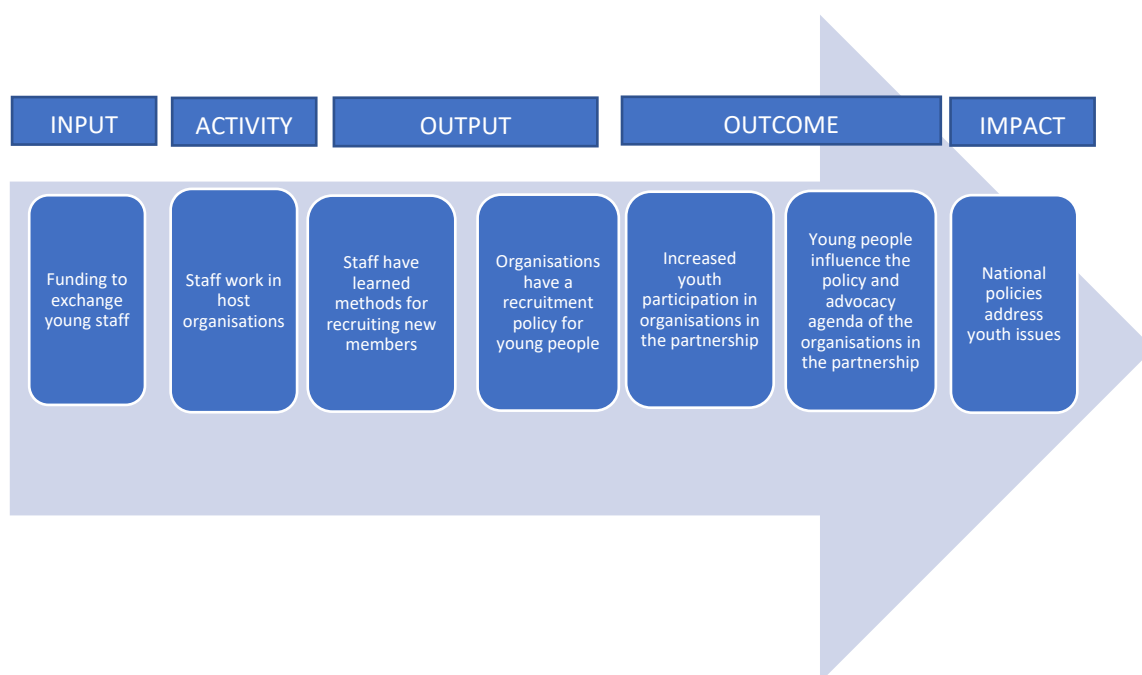 INPUT
ACTIVITY
OUTPUT
OUTCOME
IMPACT
Funding to
exchange
young staff
Staff work in
host
organisations
Staff have
learned
methods for
recruiting new
members
Organisations
have a
recruitment
policy for
young people
Increased
youth
participation in
organisations in
the partnership
Young people
influence the
policy and
advocacy
agenda of the
organisations in
the partnership
National
policies
address
youth issues